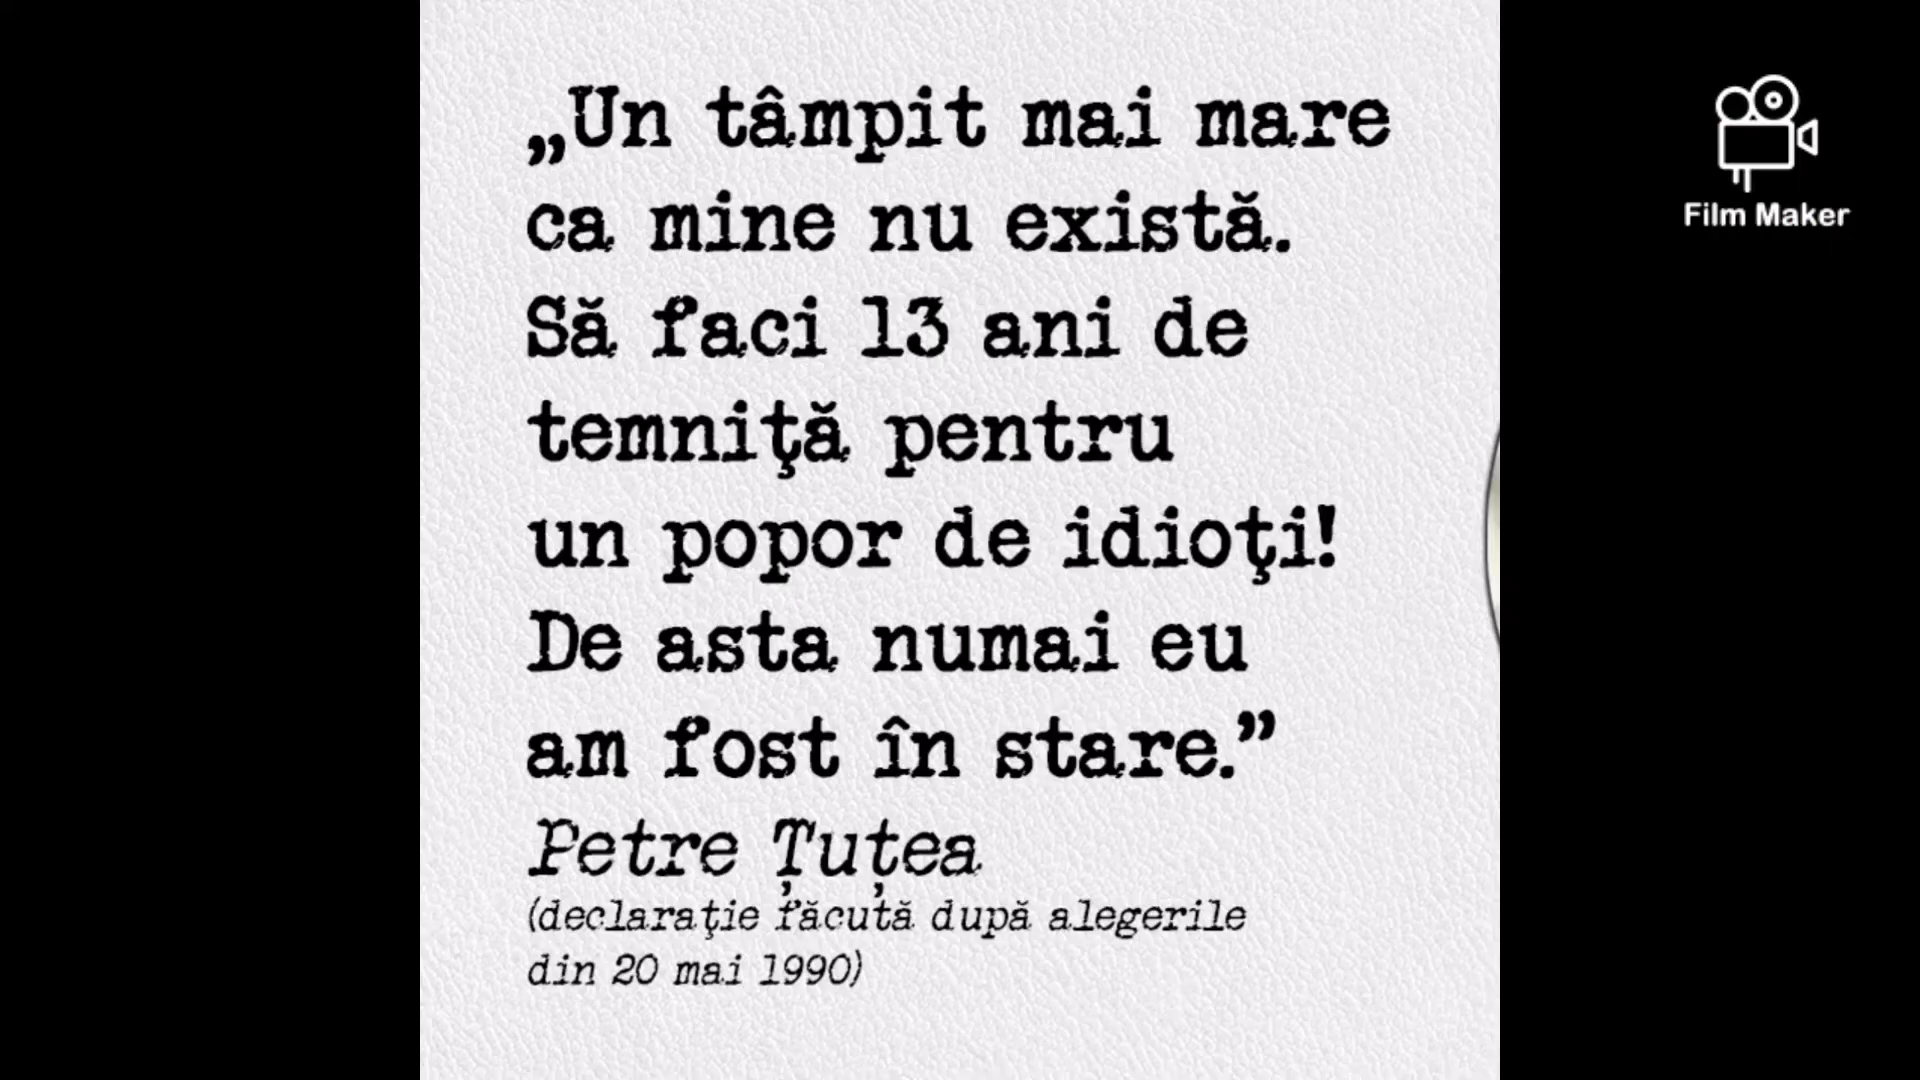 „Un tâmpit mai mare
ca mine nu există.
Să faci 13 ani de
temniţă pentru
un popor de idioţi!
De asta numai eu
am fost în stare.”
Petre Țuțea
(declaraţie făcută după alegerile
din 20 mai 1990)
Film Maker